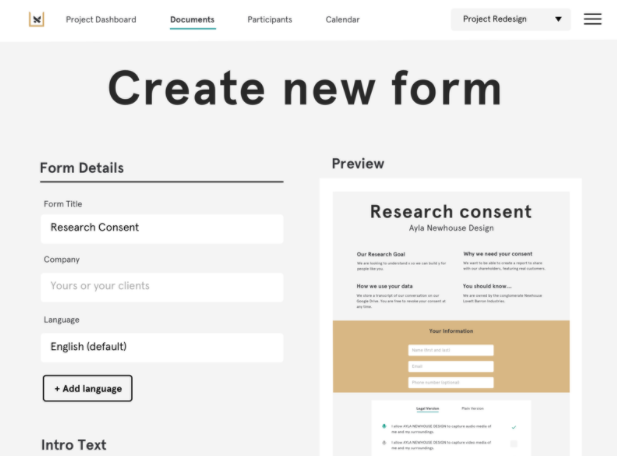 Project Dashboard
Documents
Participants
Calendar
Project Redesign
Create new form
Form Details
Form Title
Research Consent
Company
Yours or your clients
Language
English (default)
+ Add language
Intro Text
Preview
Research consent
Ayla Newhouse Design
Our Research Goal
We are looking to understand x so we can build y for
people like you.
Why we need your consent
We want to be able to create a report to share
with our shareholders, featuring real customers.
How we use your data
We store a transcript of our conversation on our
Google Drive. You are free to revoke your consent at
any time.
You should know...
We are owned by the conglomerate Newhouse
Lovett Barron Industries.
Your Information
Name (first and last)
Email
Phone number (optional)
Legal Version
Plain Version
I allow AYLA NEWHOUSE DESIGN to capture audio media of
me and my surroundings.
I allow AYLA NEWHOUSE DESIGN to capture video media of
me and my surroundings.